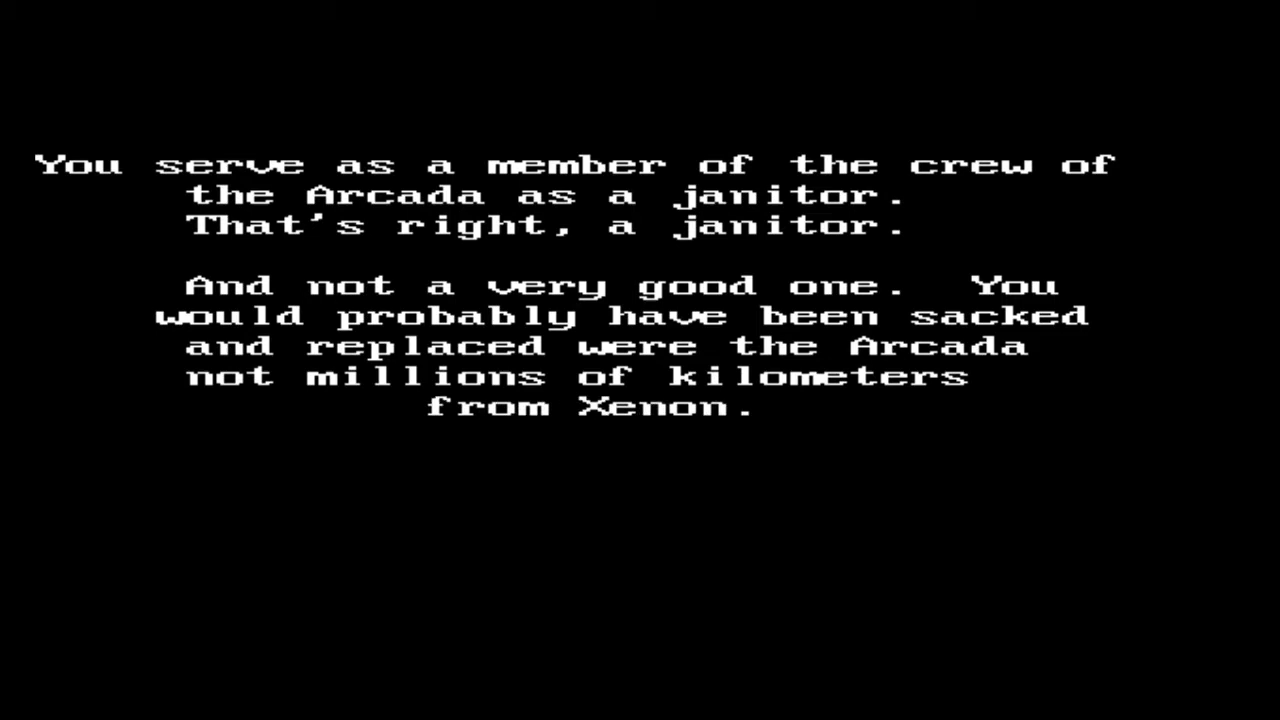 You serve as a member of the crew of
the Arcada as a janitor.
That's right, a janitor.
And not a very good one.  You
would probably have been sacked
and replaced were the Arcada
not millions of kilometers
from Xenon.